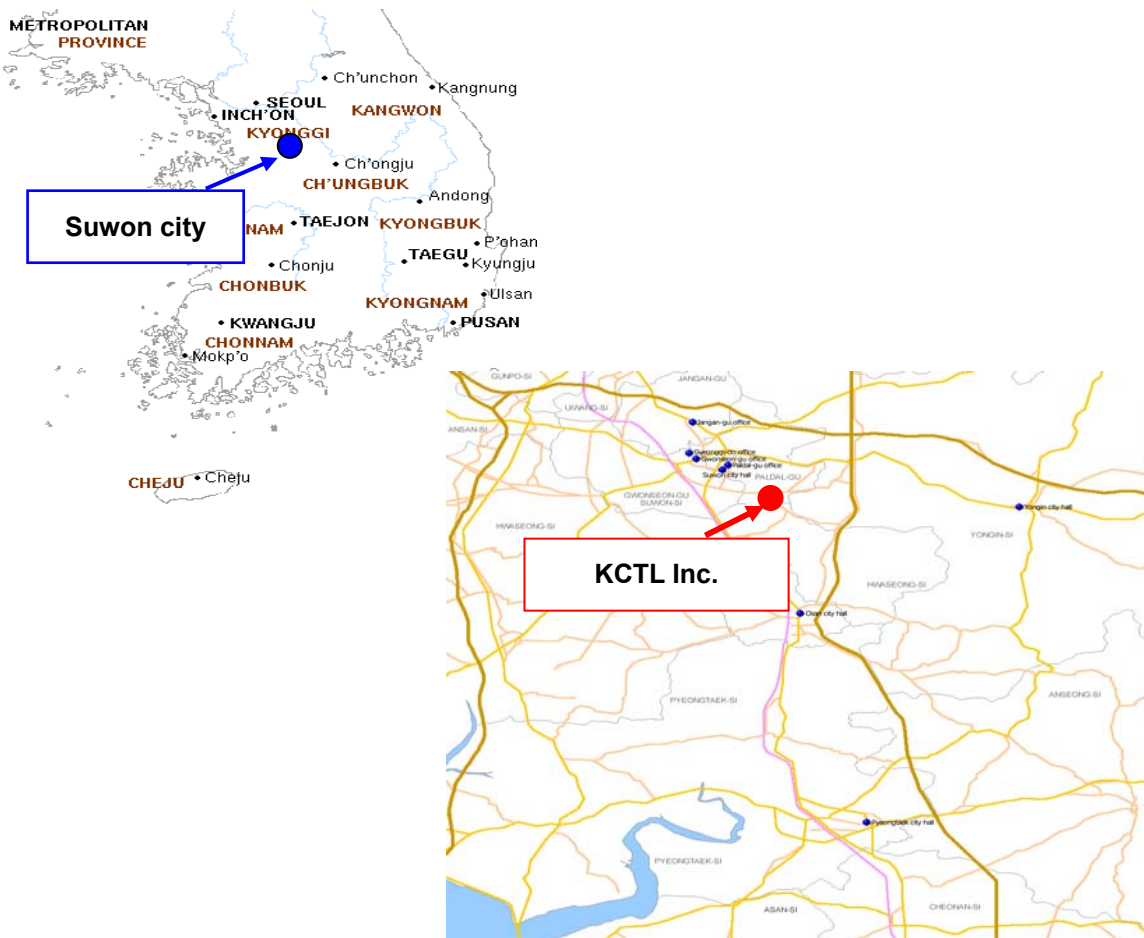 METROPOLITAN
PROVINCE
Ch'unchon
Kangnung
SEOUL
INCH'ON
KANGWON
KYONGGI
Ch'ongju
CH'UNGBUK
Andong
Suwon city
NAM
TAEJON
KYONGBUK
P'ohan
TAEGU
Kyungju
Chonju
CHONBUK
Ulsan
KYONGNAM
KWANGJU
PUSAN
CHONNAM
Mokp'o
CHEJU
Cheju
GUNPO-SI
JANGAN-GU
UIWANG-SI
ANSAN-SI
Jangan-gu office
Gyeonggi-do office
Gwonseon-gu office
Paldal-gu office
Suwon city hall
PALDAL-GU
GWONSEON-GU
SUWON-SI
HWASEONG-SI
Yongin city hall
YONGIN-SI
KCTL Inc.
HWASEONG-SI
Osan city hall
PYEONGTAEK-SI
ANSEONG-SI
Pyeongtaek city hall
PYEONGTAEK-SI
ASAN-SI
CHEONAN-SI